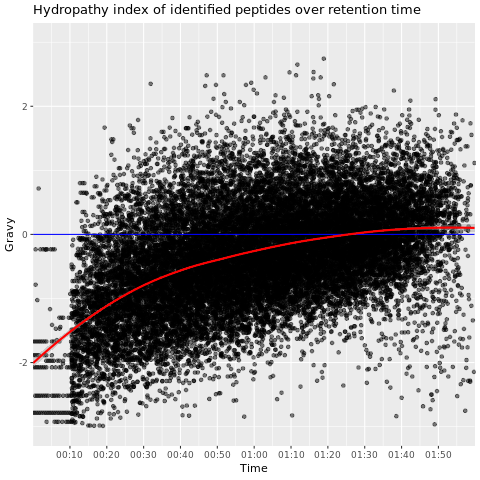 Hydropathy index of identified peptides over retention time
Gravy
2
0
-2
00:10 00:20 00:30 00:40 00:50 01:00 01:10 01:20 01:30 01:40 01:50
Time